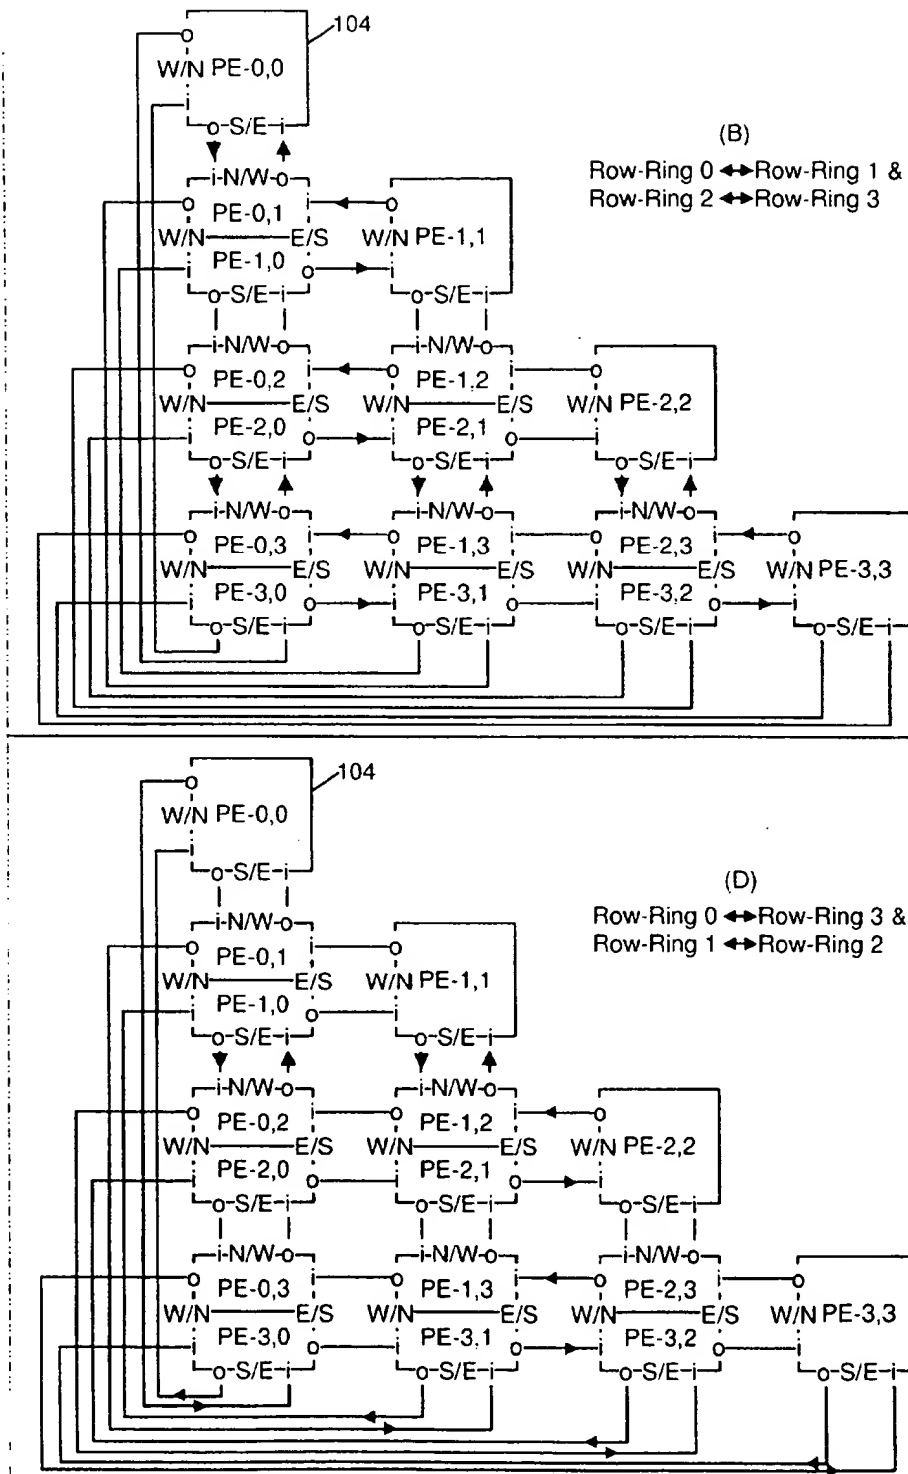 104
o
W/N PE-0,0
i
o S/E i
(B)
Row-Ring 0 ↔ Row-Ring 1 &
Row-Ring 2 ↔ Row-Ring 3
i N/W o
o PE-0,1 i o
W/N E/S W/N PE-1,1
i PE-1,0 o i
o S/E i o S/E i
i N/W o i N/W o
o PE-0,2 i o PE-1,2 i o
W/N E/S W/N E/S W/N PE-2,2
i PE-2,0 o i PE-2,1 o i
o S/E i o S/E i o S/E i
i N/W o i N/W o i N/W o
o PE-0,3 i o PE-1,3 i o PE-2,3 i o
W/N E/S W/N E/S W/N E/S W/N PE-3,3
i PE-3,0 o i PE-3,1 o i PE-3,2 o i
o S/E i o S/E i o S/E i o S/E i
104
o
W/N PE-0,0
i
o S/E i
(D)
Row-Ring 0 ↔ Row-Ring 3 &
Row-Ring 1 ↔ Row-Ring 2
i N/W o
o PE-0,1 i o
W/N E/S W/N PE-1,1
i PE-1,0 o i
o S/E i o S/E i
i N/W o i N/W o
o PE-0,2 i o PE-1,2 i o
W/N E/S W/N E/S W/N PE-2,2
i PE-2,0 o i PE-2,1 o i
o S/E i o S/E i o S/E i
i N/W o i N/W o i N/W o
o PE-0,3 i o PE-1,3 i o PE-2,3 i o
W/N E/S W/N E/S W/N E/S W/N PE-3,3
i PE-3,0 o i PE-3,1 o i PE-3,2 o i
o S/E i o S/E i o S/E i o S/E i